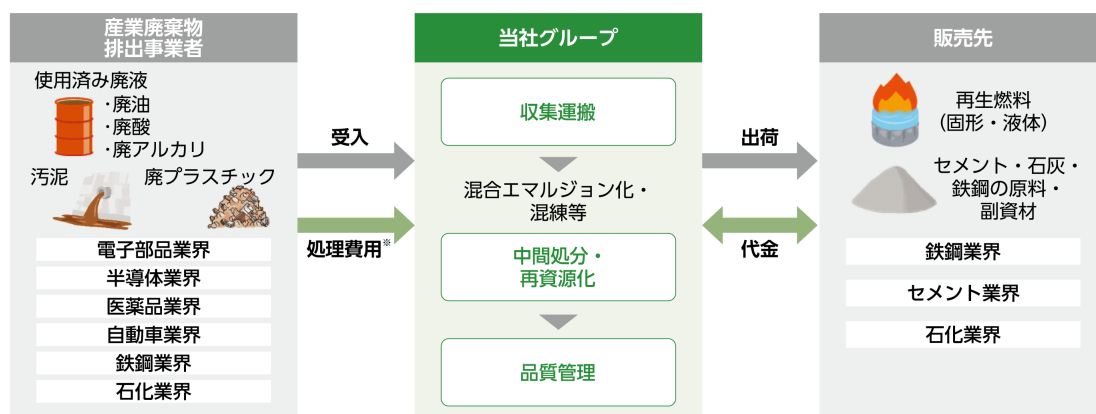 産業廃棄物
排出事業者
使用済み廃液
・廃油
・廃酸
・廃アルカリ
汚泥
廃プラスチック
電子部品業界
半導体業界
医薬品業界
自動車業界
鉄鋼業界
石化業界
受入
処理費用※
当社グループ
収集運搬
混合エマルジョン化・
混練等
中間処分・
再資源化
品質管理
出荷
代金
販売先
再生燃料
(固形・液体)
セメント・石灰・
鉄鋼の原料・
副資材
鉄鋼業界
セメント業界
石化業界